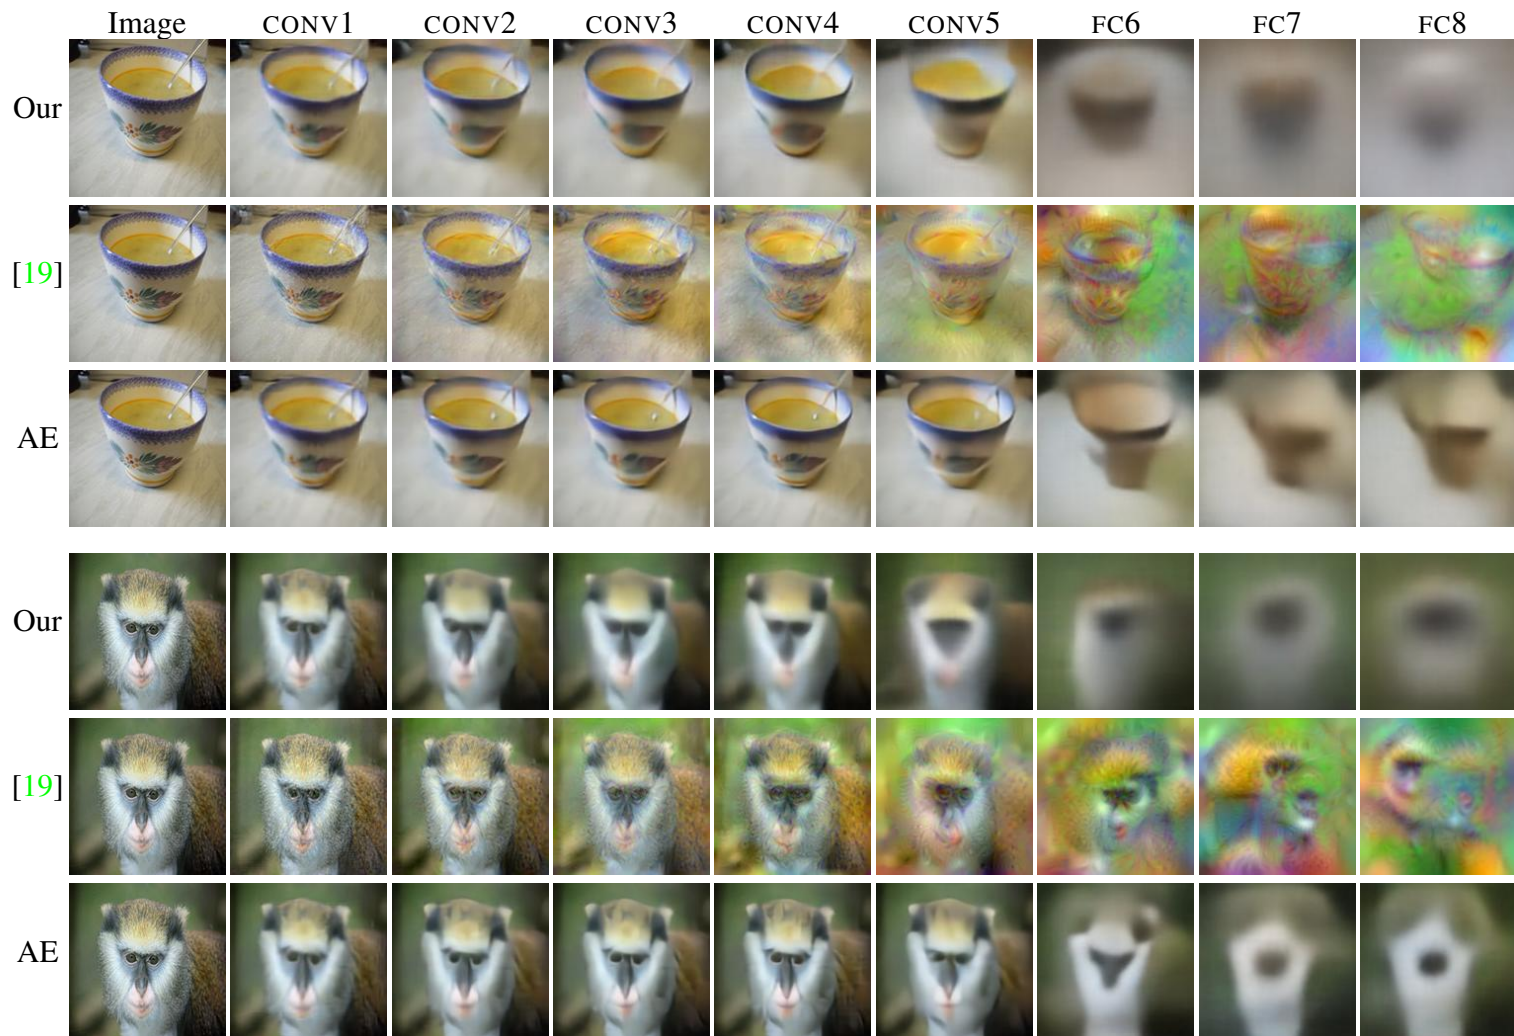 Image CONV1 CONV2 CONV3 CONV4 CONV5 FC6 FC7 FC8
Our
[19]
AE
Our
[19]
AE